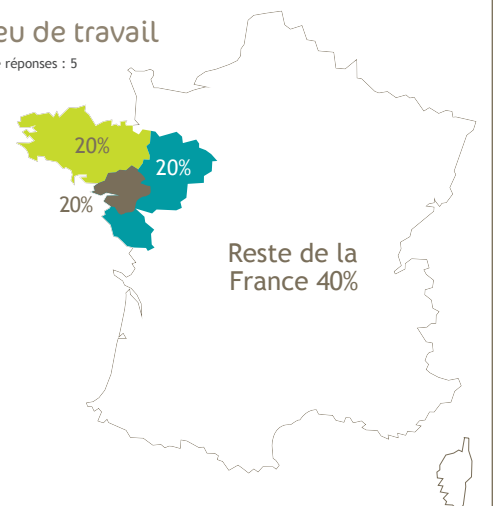 eu de travail
réponses : 5
20%
20%
20%
Reste de la
France 40%